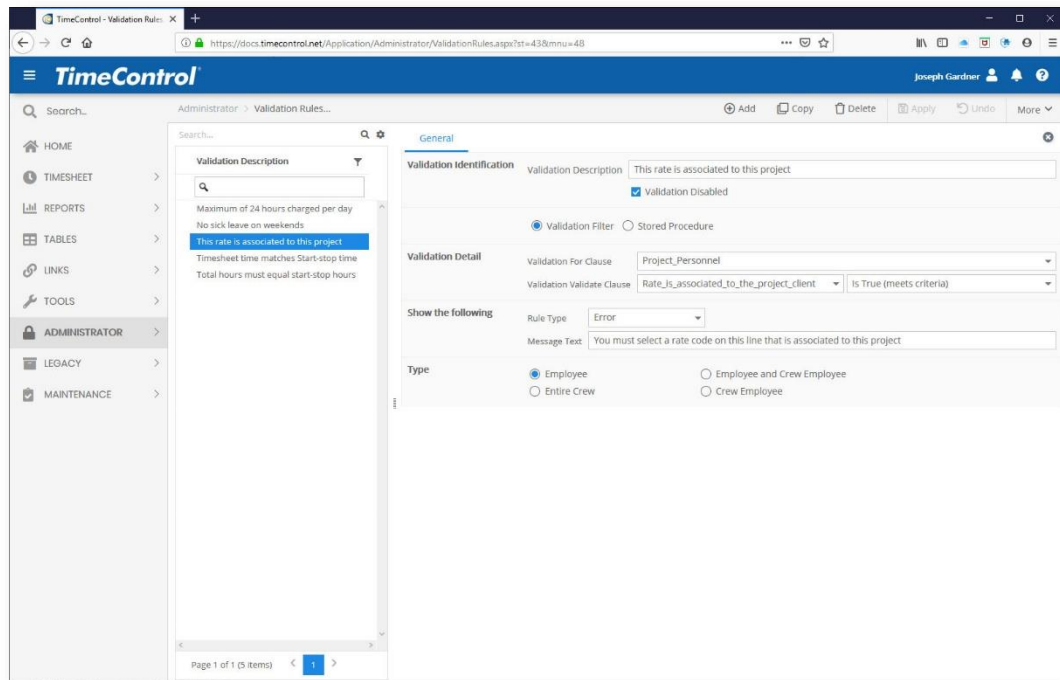 TimeControl - Validation Rules
https://docs.timecontrol.net/Application/Administrator/ValidationRules.aspx?st=43&mnu=48
TimeControl
Joseph Gardner
Search...
Administrator > Validation Rules...
Add Copy Delete Apply Undo More
HOME
TIMESHEET
REPORTS
TABLES
LINKS
TOOLS
ADMINISTRATOR
LEGACY
MAINTENANCE
Search...
Validation Description
Maximum of 24 hours charged per day
No sick leave on weekends
This rate is associated to this project
Timesheet time matches Start-stop time
Total hours must equal start-stop hours
Page 1 of 1 (5 items) < 1 >
General
Validation Identification
Validation Description This rate is associated to this project
Validation Disabled
Validation Filter Stored Procedure
Validation Detail
Validation For Clause Project_Personnel
Validation Validate Clause Rate_is_associated_to_the_project_client Is True (meets criteria)
Show the following
Rule Type Error
Message Text You must select a rate code on this line that is associated to this project
Type
Employee Employee and Crew Employee
Entire Crew Crew Employee